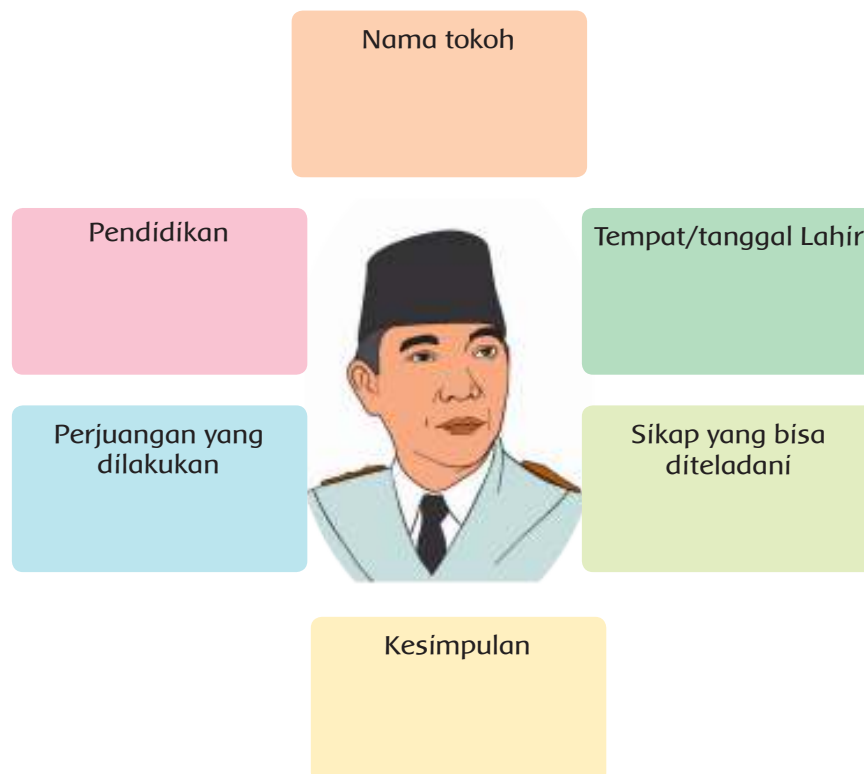 Nama tokoh
Pendidikan
Tempat/tanggal Lahir
Perjuangan yang
dilakukan
Sikap yang bisa
diteladani
Kesimpulan